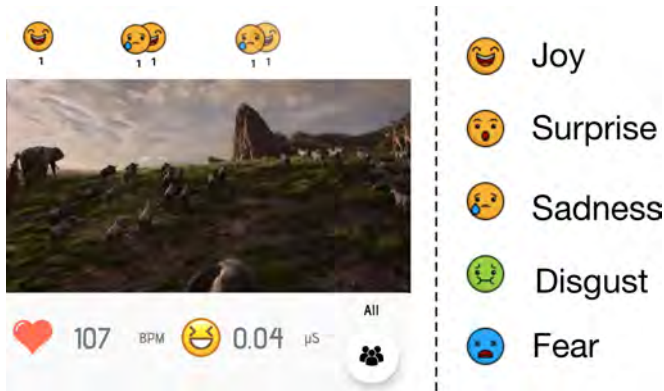 1
1 1
1 1
All
107 BPM 0.04 µS
Joy
Surprise
Sadness
Disgust
Fear